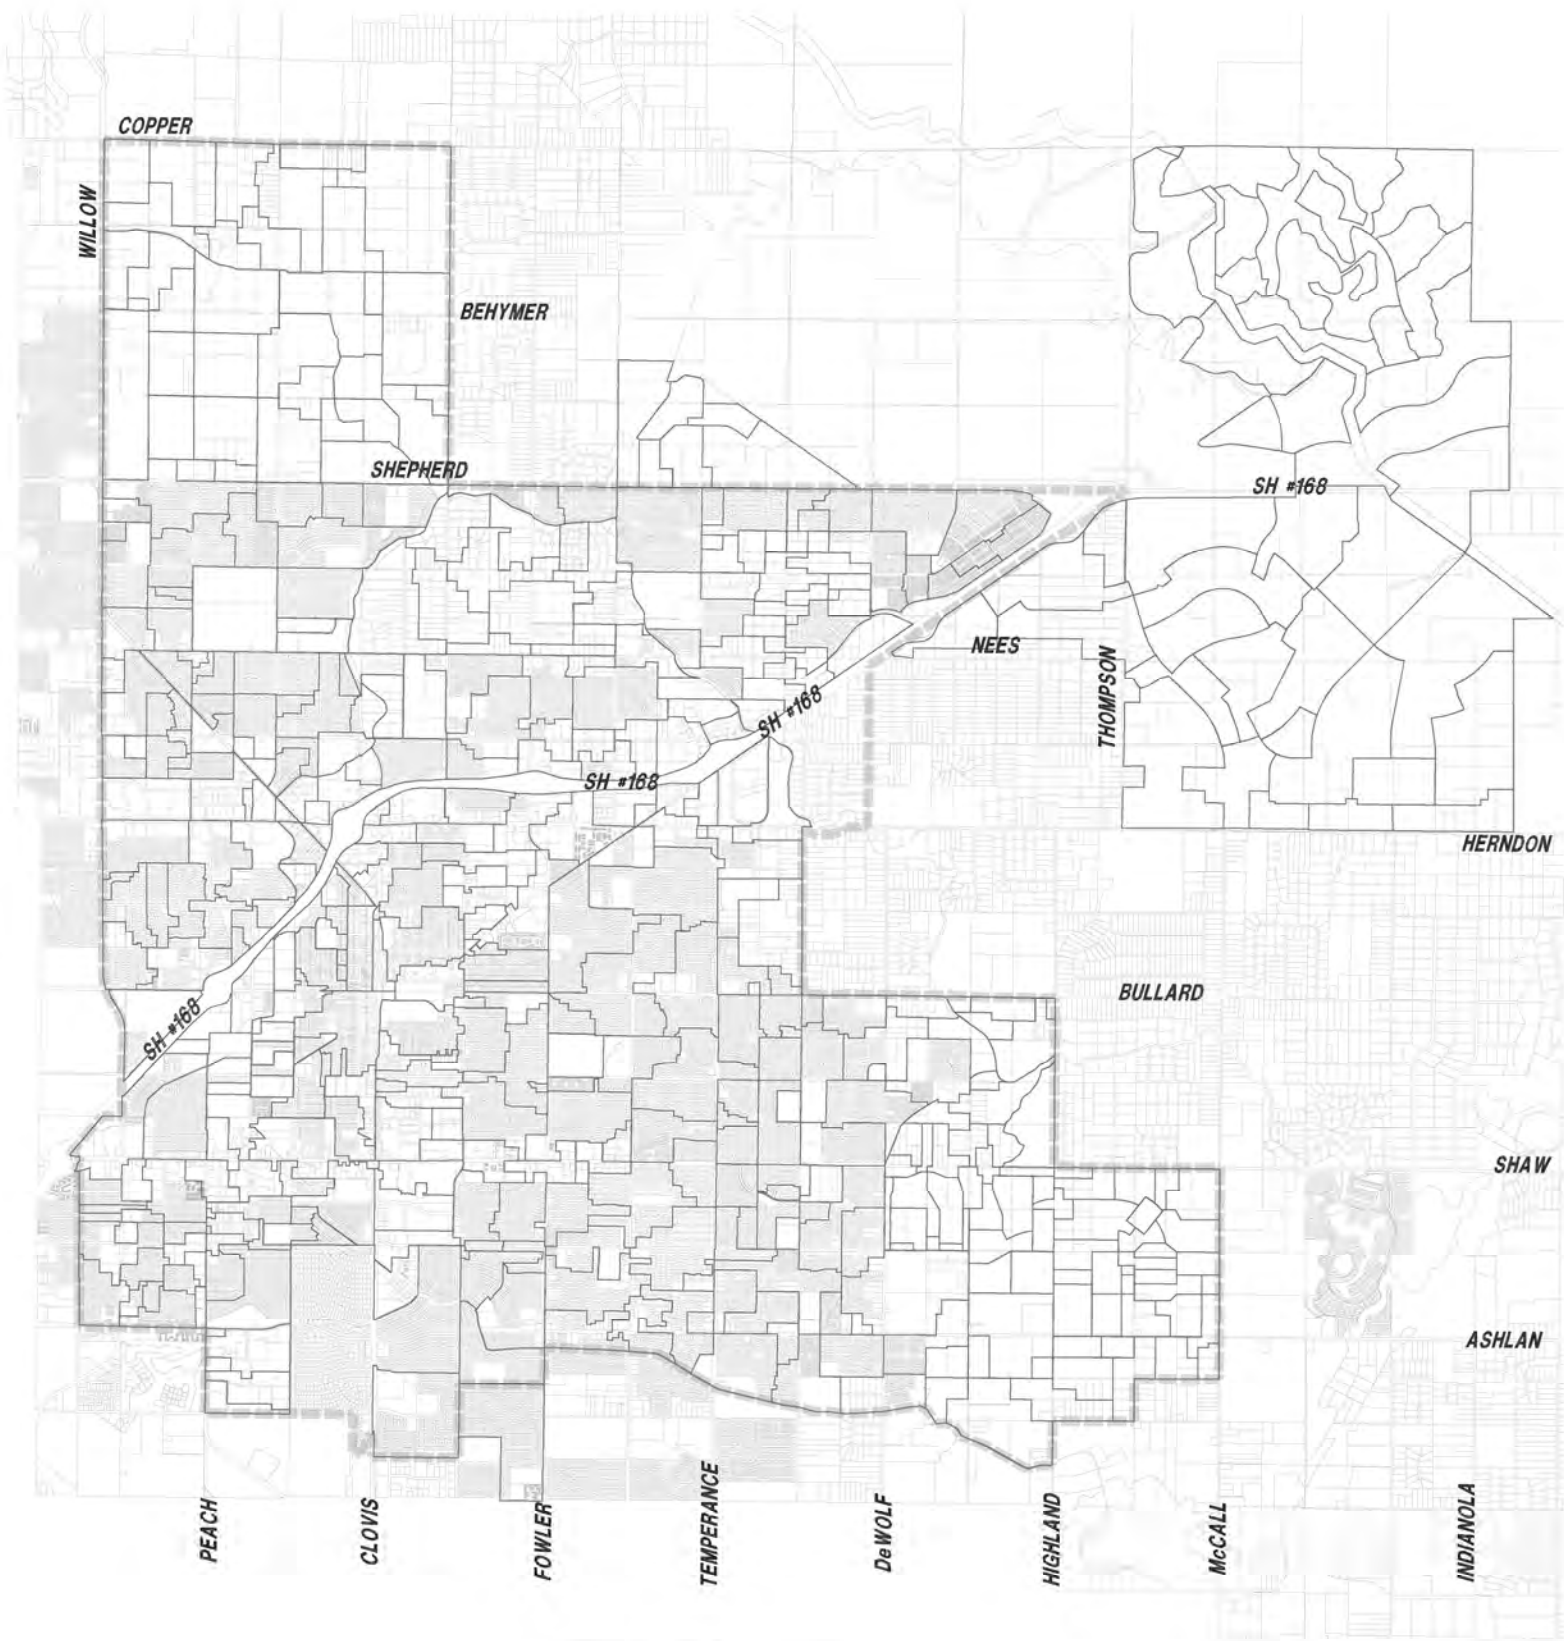 COPPER
WILLOW
BEHYMER
SHEPHERD
SH #168
NEES
THOMPSON
SH #168
SH #168
HERNDON
BULLARD
SH #168
SHAW
ASHLAN
PEACH
CLOVIS
FOWLER
TEMPERANCE
DeWOLF
HIGHLAND
McCALL
INDIANOLA